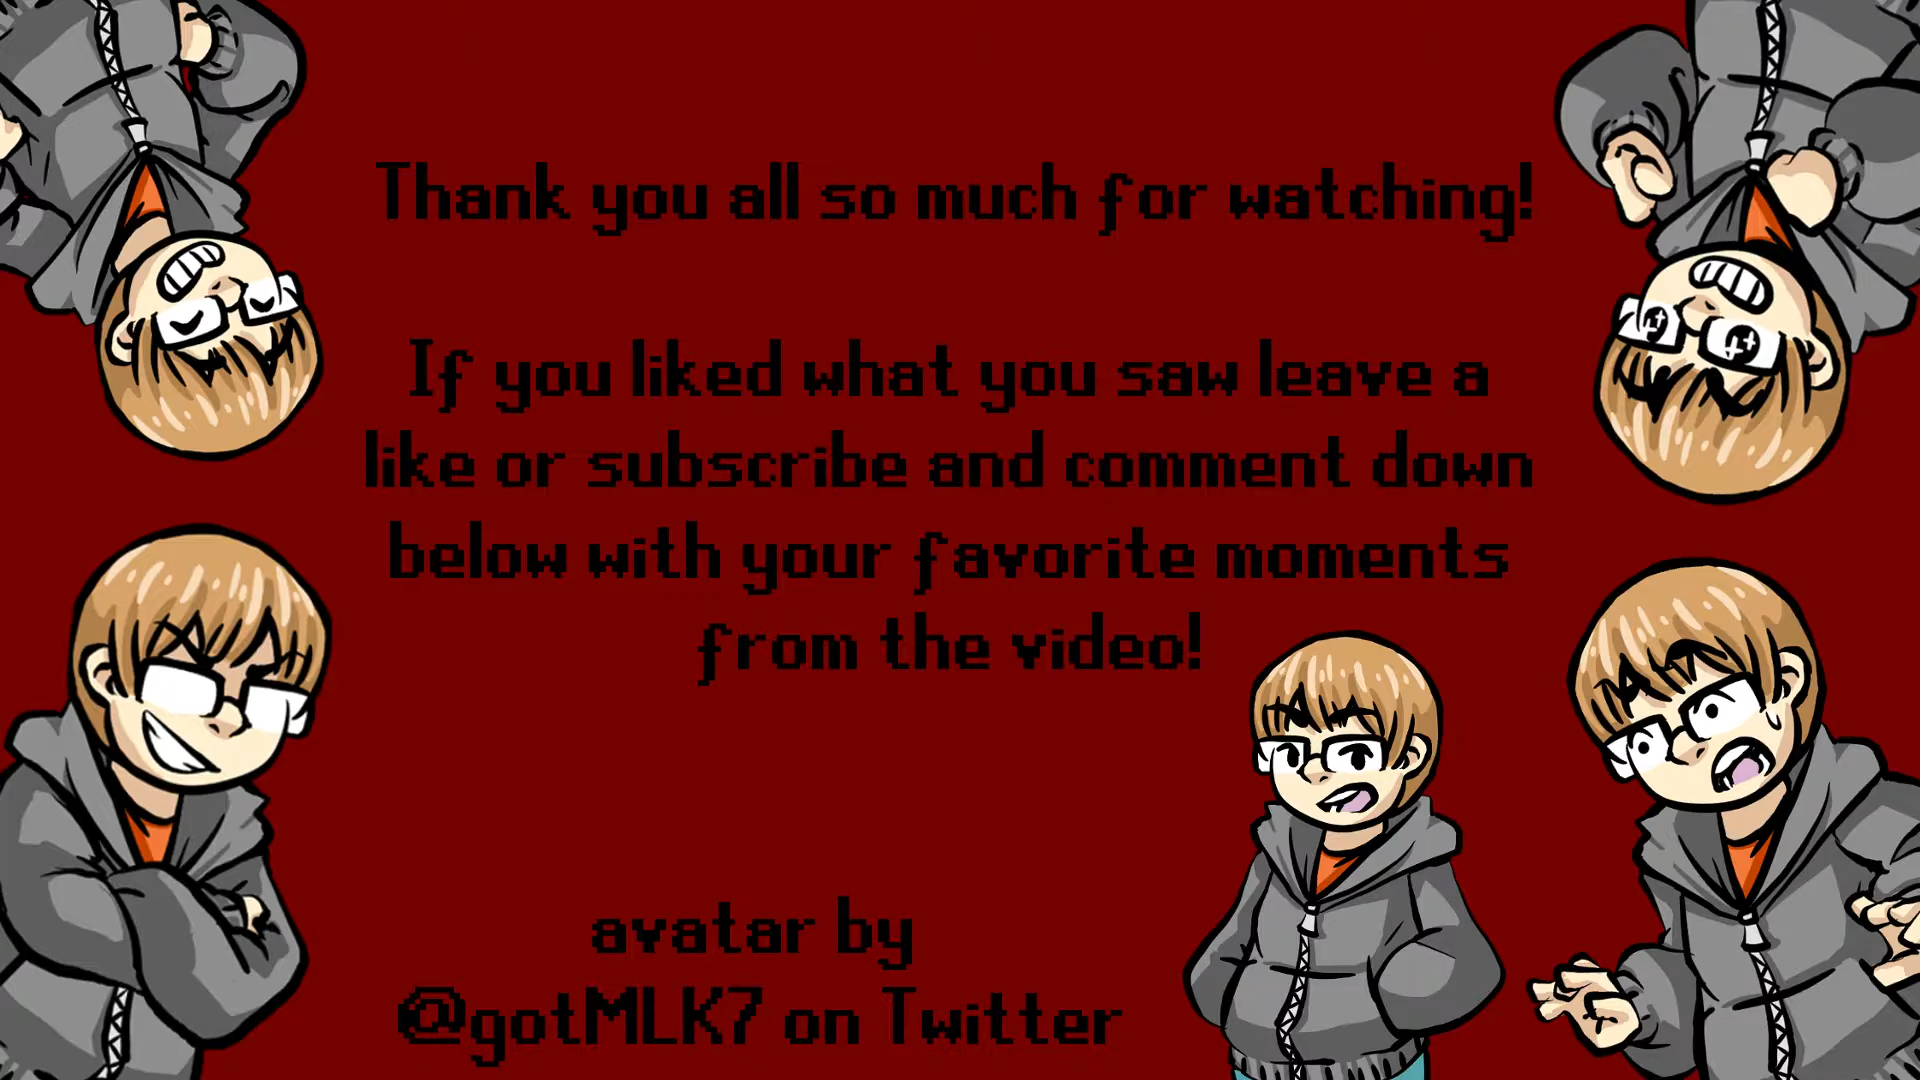 Thank you all so much for watching!
If you liked what you saw leave a
like or subscribe and comment down
below with your favorite moments
from the video!
avatar by
@gotMLK7 on Twitter